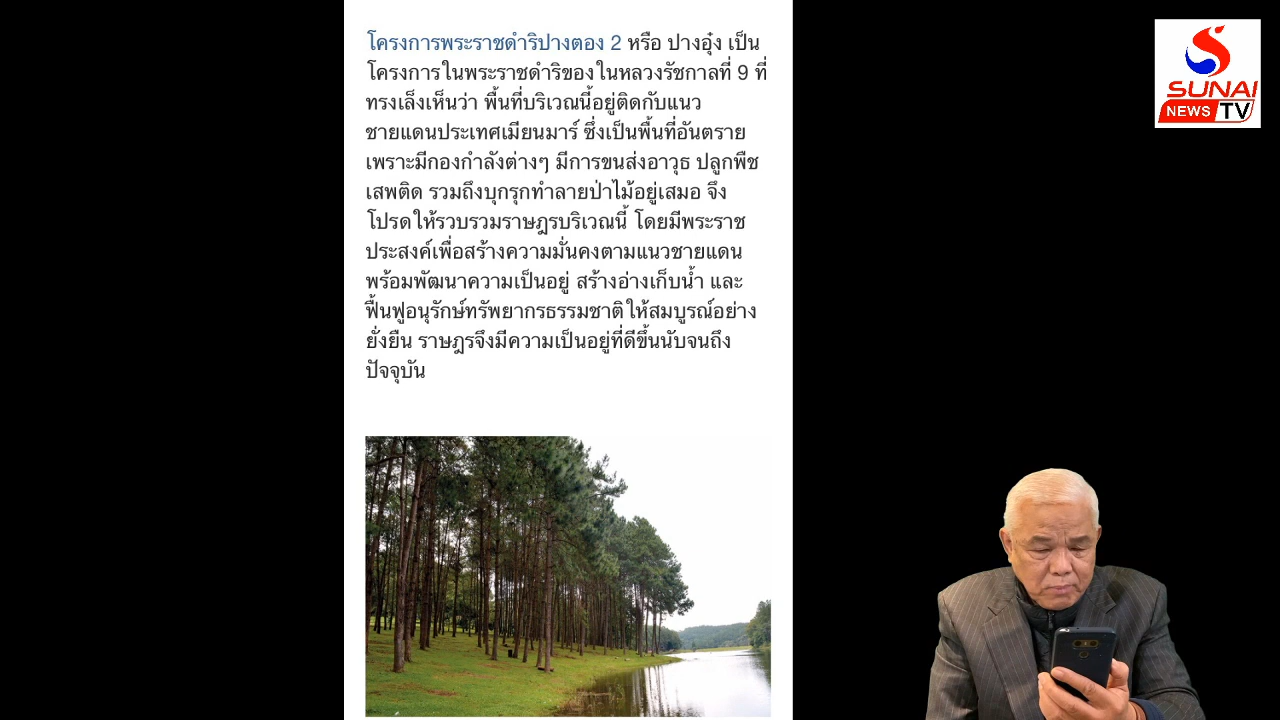 โครงการพระราชดำริปางตอง 2 หรือ ปางอุ๋ง เป็น
โครงการในพระราชดำริของในหลวงรัชกาลที่ 9 ที่
ทรงเล็งเห็นว่า พื้นที่บริเวณนี้อยู่ติดกับแนว
ชายแดนประเทศเมียนมาร์ ซึ่งเป็นพื้นที่อันตราย
เพราะมีกองกำลังต่างๆ มีการขนส่งอาวุธ ปลูกพืช
เสพติด รวมถึงบุกรุกทำลายป่าไม้อยู่เสมอ จึง
โปรดให้รวบรวมราษฎรบริเวณนี้ โดยมีพระราช
ประสงค์เพื่อสร้างความมั่นคงตามแนวชายแดน
พร้อมพัฒนาความเป็นอยู่ สร้างอ่างเก็บน้ำ และ
ฟื้นฟูอนุรักษ์ทรัพยากรธรรมชาติให้สมบูรณ์อย่าง
ยั่งยืน ราษฎรจึงมีความเป็นอยู่ที่ดีขึ้นนับจนถึง
ปัจจุบัน
SUNAI
NEWS TV